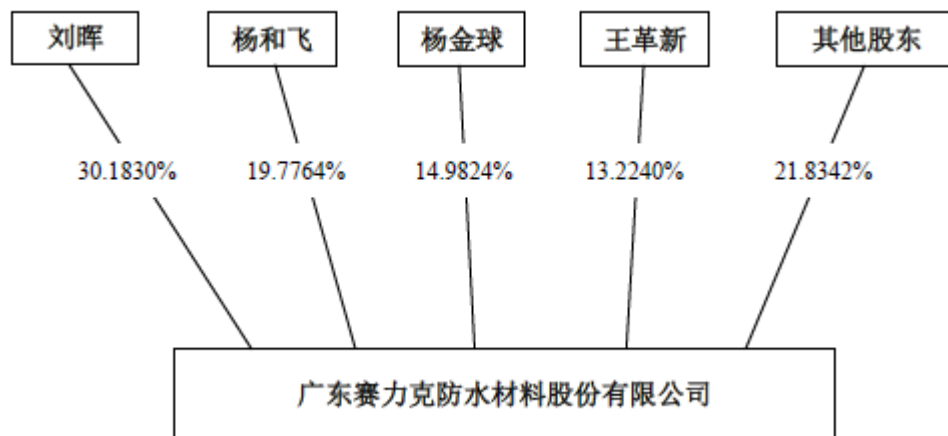 刘晖 杨和飞 杨金球 王革新 其他股东
30.1830% 19.7764% 14.9824% 13.2240% 21.8342%
广东赛力克防水材料股份有限公司